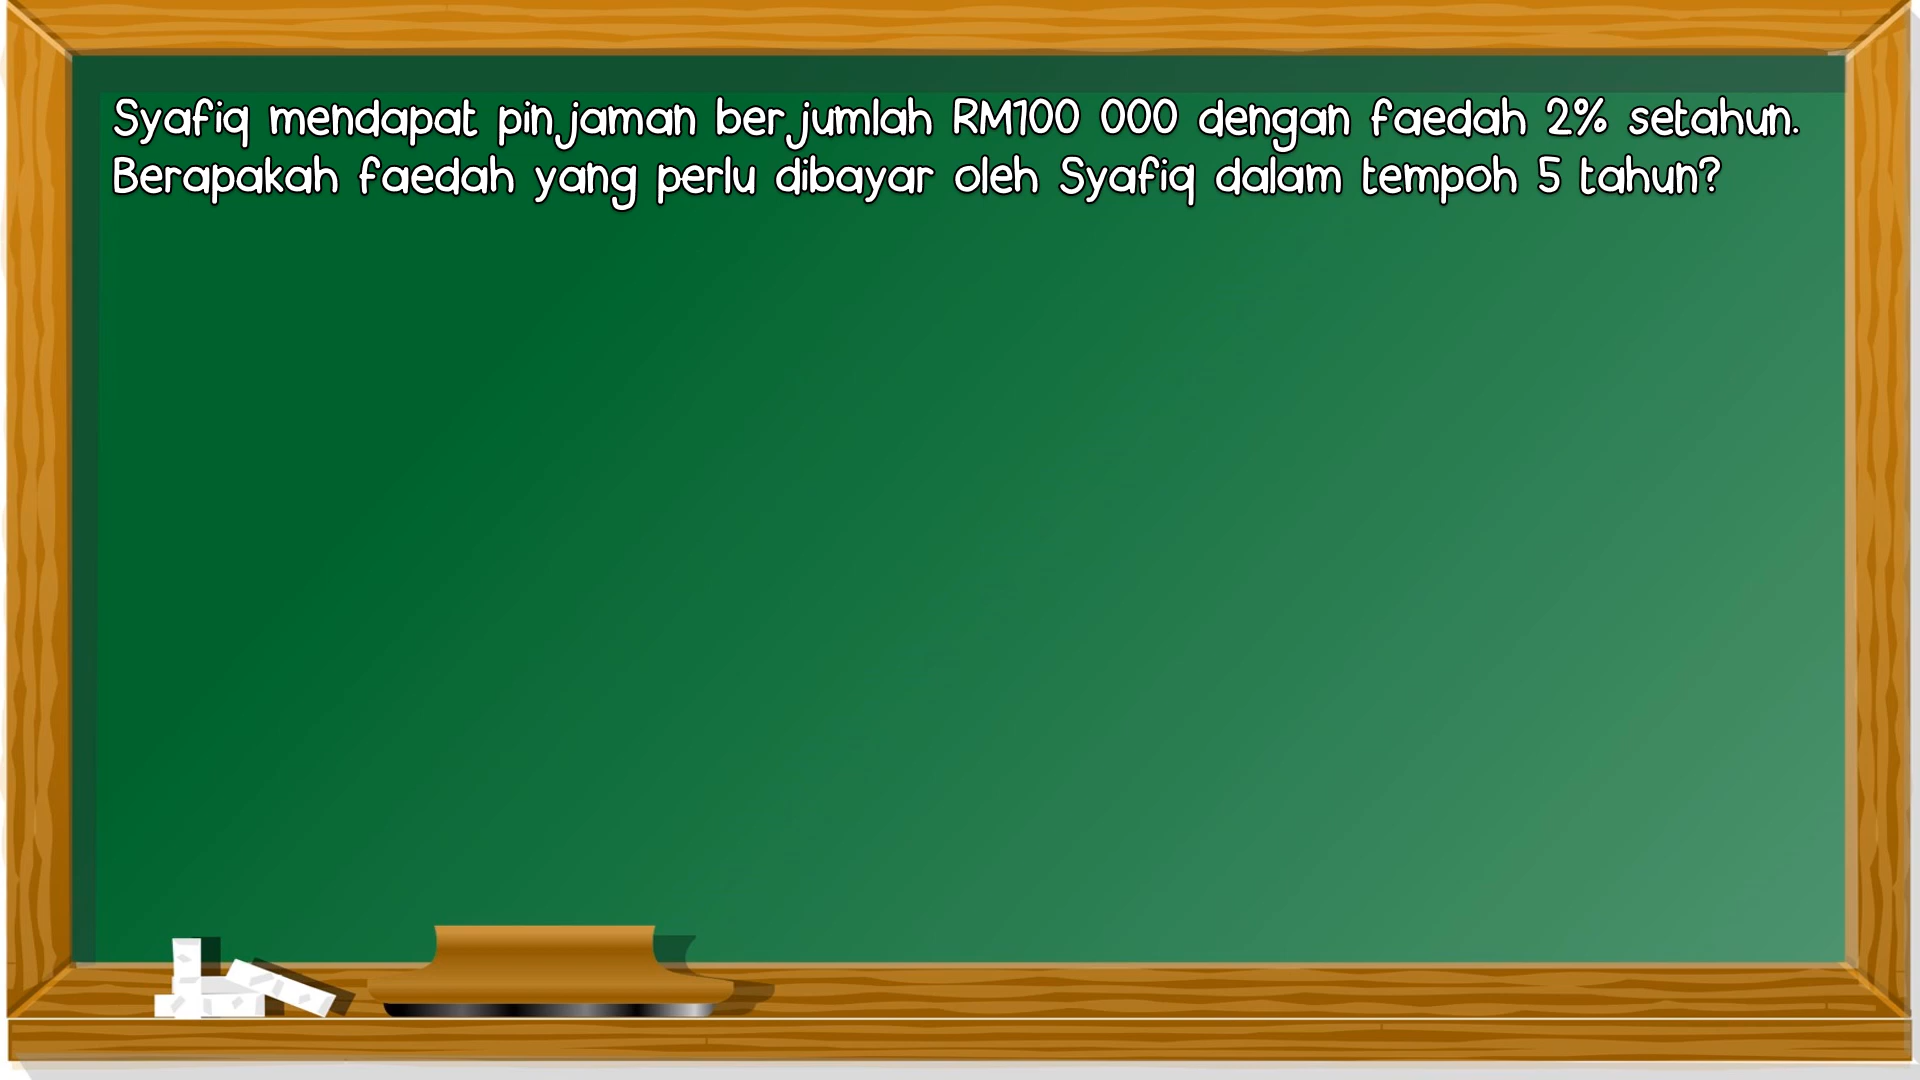 Syafiq mendapat pinjaman berjumlah RM100 000 dengan faedah 2% setahun.
Berapakah faedah yang perlu dibayar oleh Syafiq dalam tempoh 5 tahun?